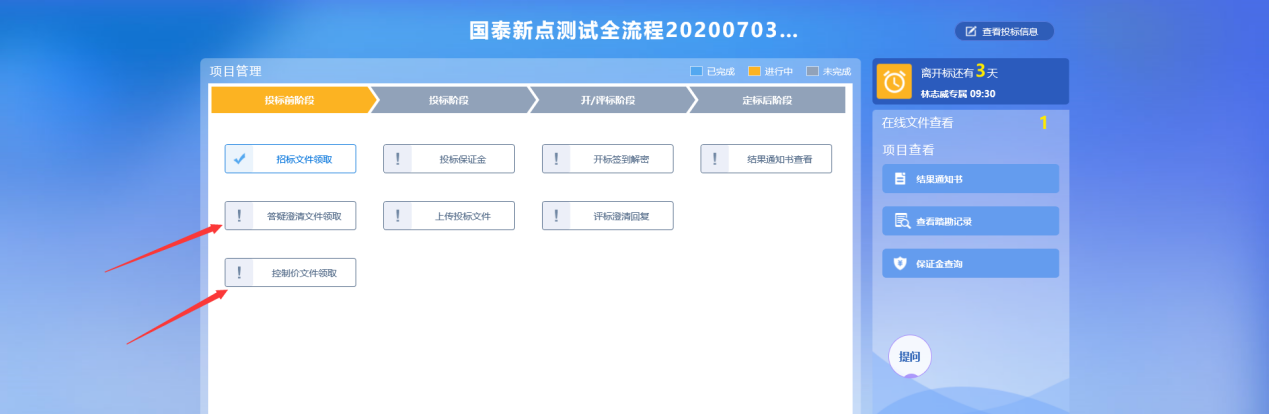 国泰新点测试全流程20200703...
查看投标信息
项目管理
已完成 进行中 未完成
投标前阶段 投标阶段 开/评标阶段 定标后阶段
招标文件领取 投标保证金 开标签到解密 结果通知书查看
答疑澄清文件领取 上传投标文件 评标澄清回复
控制价文件领取
离开标还有3天
林志威专属 09:30
在线文件查看 1
项目查看
结果通知书
查看踏勘记录
保证金查询
提问